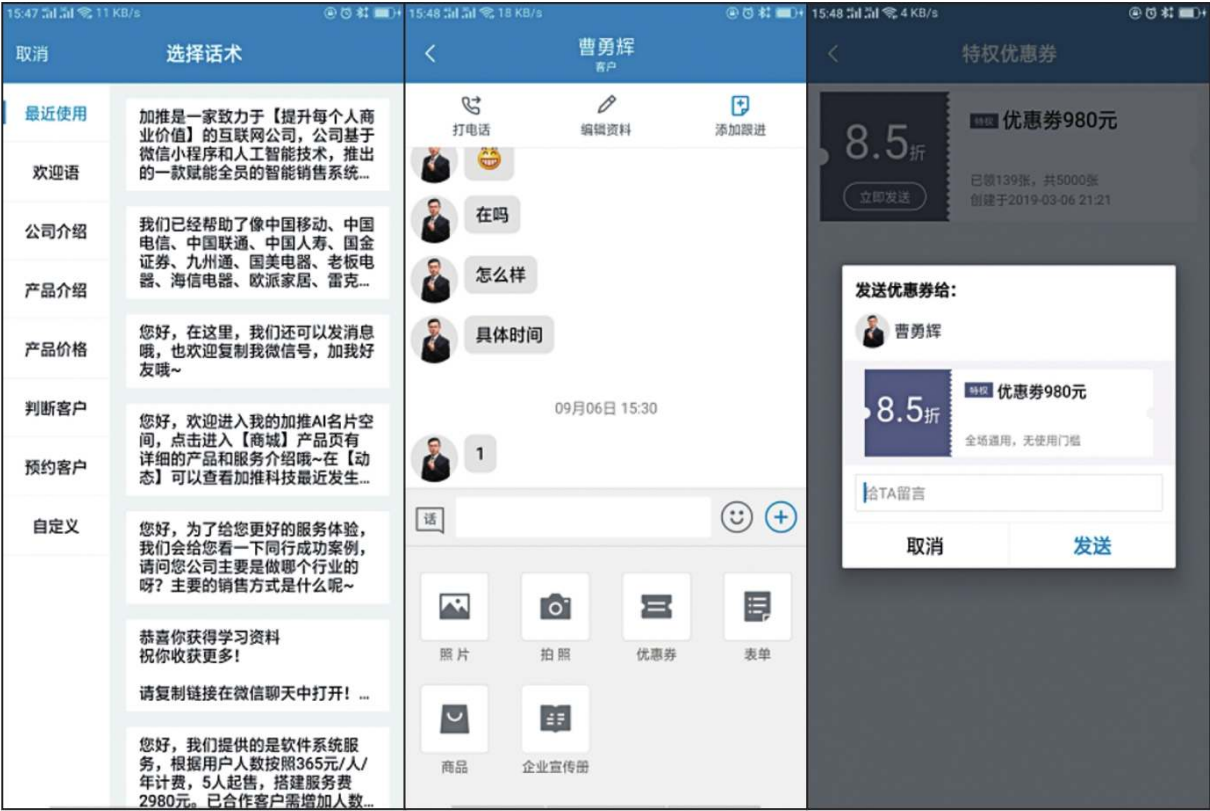 15:47 11 KB/s
取消
选择话术
最近使用
欢迎语
公司介绍
产品介绍
产品价格
判断客户
预约客户
自定义
加推是一家致力于【提升每个人商
业价值】的互联网公司，公司基于
微信小程序和人工智能技术，推出
的一款赋能全员的智能销售系统...
我们已经帮助了像中国移动、中国
电信、中国联通、中国人寿、国金
证券、九州通、国美电器、老板电
器、海信电器、欧派家居、雷克...
您好，在这里，我们还可以发消息
哦，也欢迎复制我微信号，加我好
友哦~
您好，欢迎进入我的加推AI名片空
间，点击进入【商城】产品页有
详细的产品和服务介绍哦~在【动
态】可以查看加推科技最近发生...
您好，为了给您更好的服务体验，
我们会给您看一下同行成功案例，
请问您公司主要是做哪个行业的
呀？主要的销售方式是什么呢~
恭喜你获得学习资料
祝你收获更多！
请复制链接在微信聊天中打开！...
您好，我们提供的是软件系统服
务，根据用户人数按照365元/人/
年计费，5人起售，搭建服务费
2980元。已合作客户需增加人数...
15:48 18 KB/s
曹勇辉
客户
打电话
编辑资料
添加跟进
在吗
怎么样
具体时间
09月06日 15:30
1
话
照片
拍照
优惠券
表单
商品
企业宣传册
15:48 4 KB/s
特权优惠券
8.5折
立即发送
特权 优惠券980元
已领139张，共5000张
创建于2019-03-06 21:21
发送优惠券给：
曹勇辉
8.5折
特权 优惠券980元
全场通用，无使用门槛
给TA留言
取消
发送